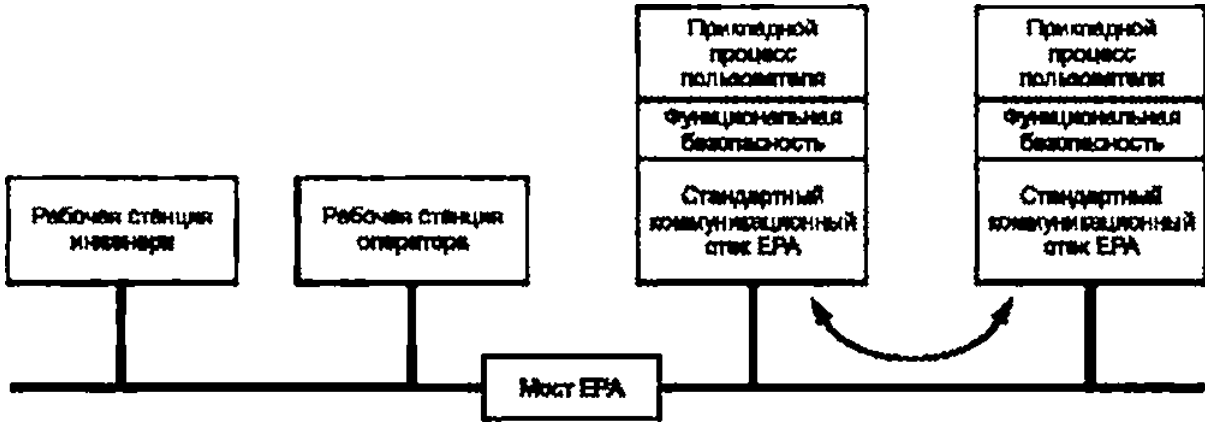 Прикладной
процесс
пользователя
Функциональная
безопасность
Стандартный
коммуникационный
стек EPA
Прикладной
процесс
пользователя
Функциональная
безопасность
Стандартный
коммуникационный
стек EPA
Рабочая станция
инженера
Рабочая станция
оператора
Мост EPA